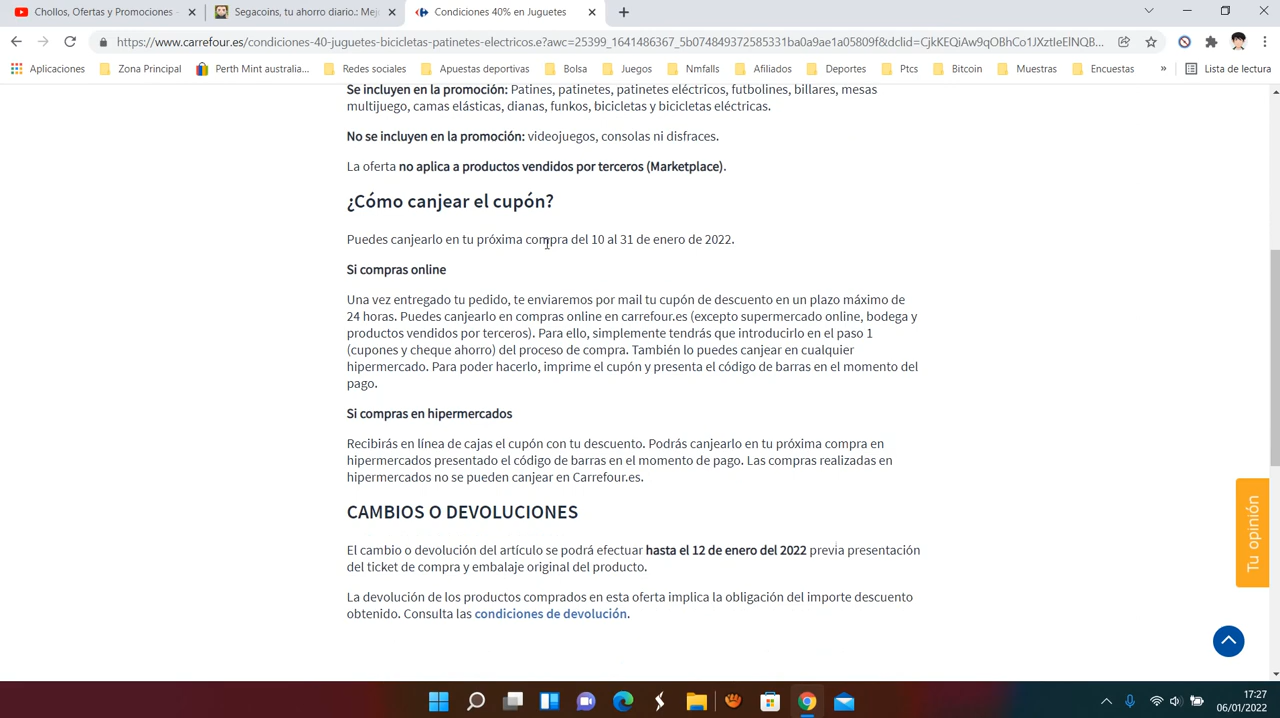 Chollos, Ofertas y Promociones -
Segacoins, tu ahorro diario.: Mej
Condiciones 40% en Juguetes
https://www.carrefour.es/condiciones-40-juguetes-bicicletas-patinetes-electricos.e?awc=25399_1641486367_5b074849372585331ba0a9ae1a05809f&dclid=CjkKEQiAw9qOBhCo1JXztIeElNQB...
Aplicaciones
Zona Principal
Perth Mint australia...
Redes sociales
Apuestas deportivas
Bolsa
Juegos
Nmfalls
Afiliados
Deportes
Ptcs
Bitcoin
Muestras
Encuestas
»
Lista de lectura
Se incluyen en la promoción: Patines, patinetes, patinetes eléctricos, futbolines, billares, mesas
multijuego, camas elásticas, dianas, funkos, bicicletas y bicicletas eléctricas.
No se incluyen en la promoción: videojuegos, consolas ni disfraces.
La oferta no aplica a productos vendidos por terceros (Marketplace).
¿Cómo canjear el cupón?
Puedes canjearlo en tu próxima compra del 10 al 31 de enero de 2022.
Si compras online
Una vez entregado tu pedido, te enviaremos por mail tu cupón de descuento en un plazo máximo de
24 horas. Puedes canjearlo en compras online en carrefour.es (excepto supermercado online, bodega y
productos vendidos por terceros). Para ello, simplemente tendrás que introducirlo en el paso 1
(cupones y cheque ahorro) del proceso de compra. También lo puedes canjear en cualquier
hipermercado. Para poder hacerlo, imprime el cupón y presenta el código de barras en el momento del
pago.
Si compras en hipermercados
Recibirás en línea de cajas el cupón con tu descuento. Podrás canjearlo en tu próxima compra en
hipermercados presentado el código de barras en el momento de pago. Las compras realizadas en
hipermercados no se pueden canjear en Carrefour.es.
CAMBIOS O DEVOLUCIONES
El cambio o devolución del artículo se podrá efectuar hasta el 12 de enero del 2022 previa presentación
del ticket de compra y embalaje original del producto.
La devolución de los productos comprados en esta oferta implica la obligación del importe descuento
obtenido. Consulta las condiciones de devolución.
Tu opinión
17:27
06/01/2022